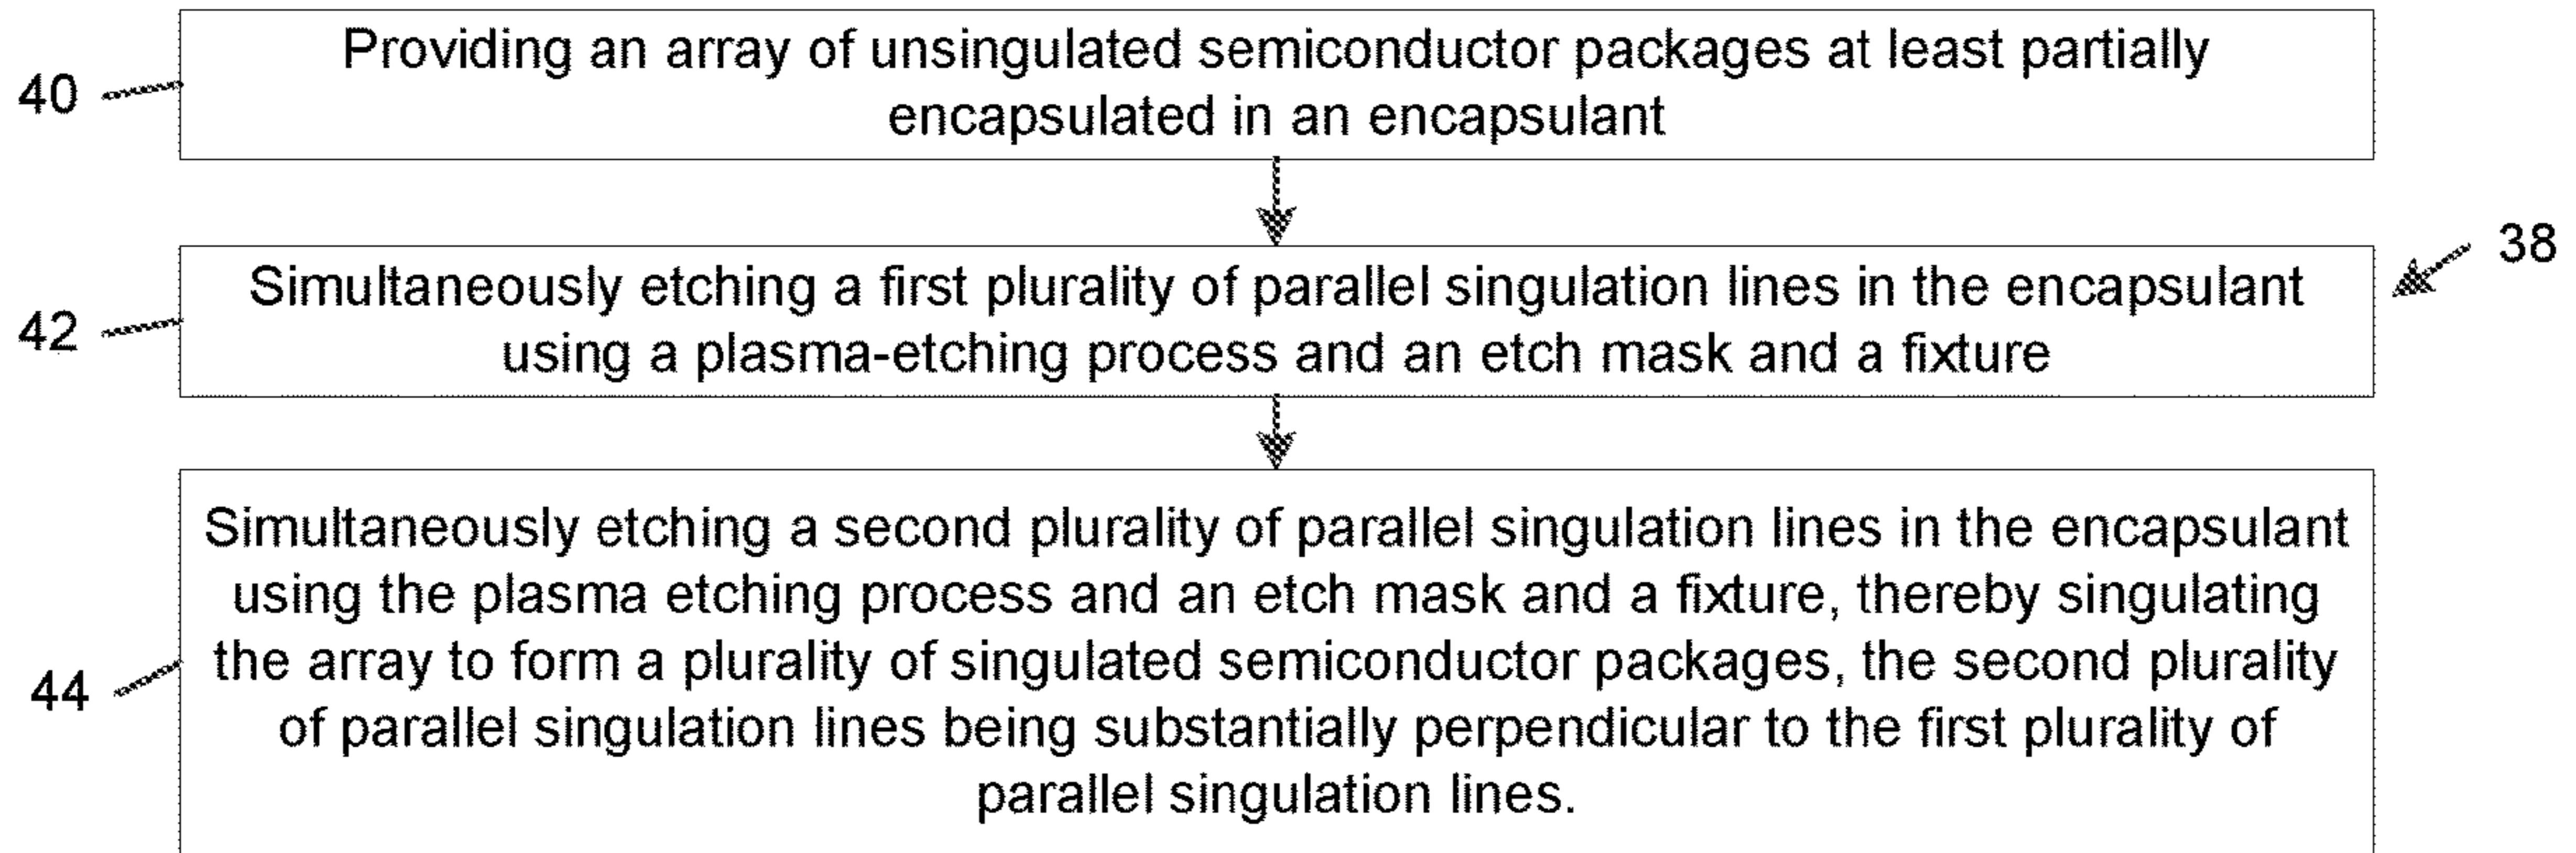 Providing an array of unsingulated semiconductor packages at least partially
encapsulated in an encapsulant
40
38
Simultaneously etching a first plurality of parallel singulation lines in the encapsulant
using a plasma-etching process and an etch mask and a fixture
42
Simultaneously etching a second plurality of parallel singulation lines in the encapsulant
using the plasma etching process and an etch mask and a fixture, thereby singulating
the array to form a plurality of singulated semiconductor packages, the second plurality
of parallel singulation lines being substantially perpendicular to the first plurality of
parallel singulation lines.
44